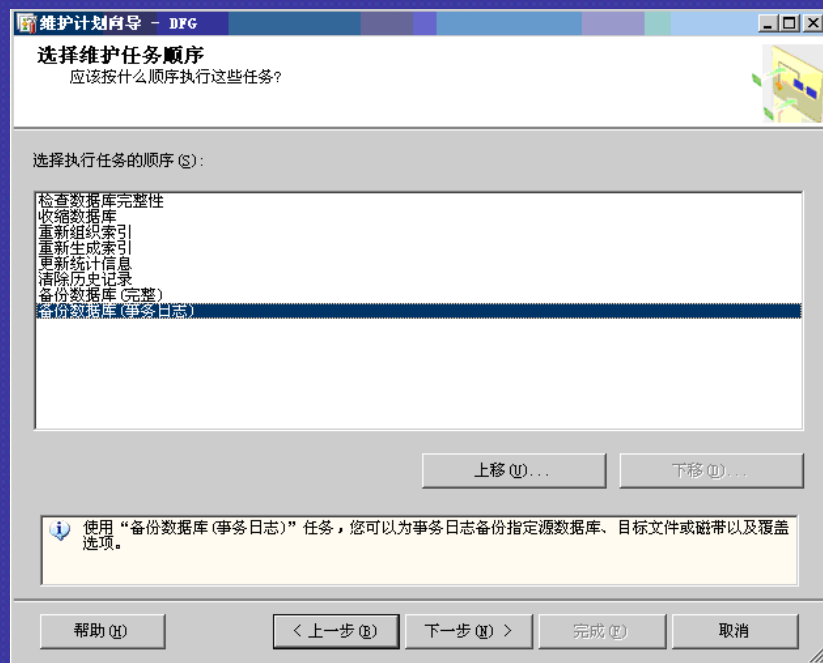 维护计划向导 - DFG
选择维护任务顺序
应该按什么顺序执行这些任务?
选择执行任务的顺序(S):
检查数据库完整性
收缩数据库
重新组织索引
重新生成索引
更新统计信息
清除历史记录
备份数据库(完整)
备份数据库(事务日志)
上移(U)...
下移(D)...
使用“备份数据库(事务日志)”任务，您可以为事务日志备份指定源数据库、目标文件或磁带以及覆盖
选项。
帮助(H)
< 上一步(B)
下一步(N) >
完成(F)
取消